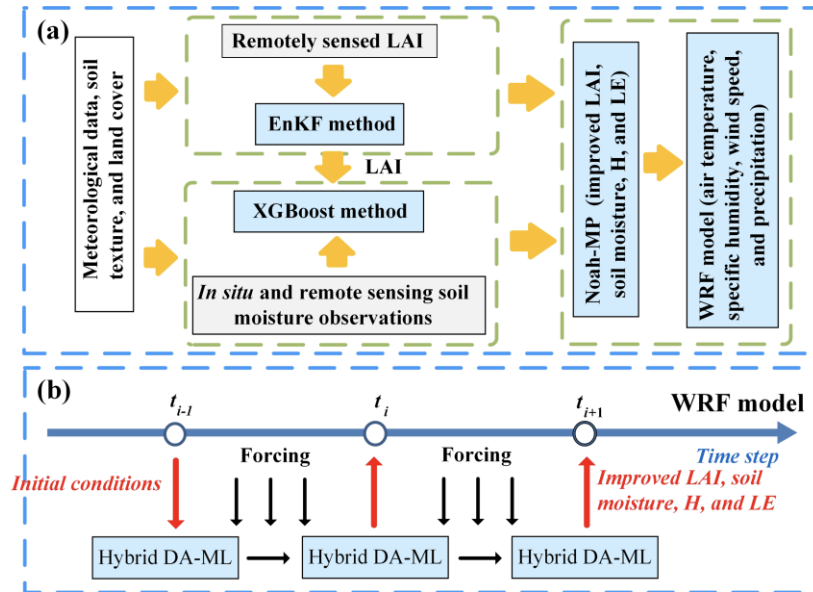 (a)
Meteorological data, soil
texture, and land cover
Remotely sensed LAI
EnKF method
LAI
XGBoost method
In situ and remote sensing soil
moisture observations
Noah-MP (improved LAI,
soil moisture, H, and LE)
WRF model (air temperature,
specific humidity, wind speed,
and precipitation)
(b)
t i-1
t i
t i+1
WRF model
Time step
Initial conditions
Forcing
Forcing
Improved LAI, soil
moisture, H, and LE
Hybrid DA-ML
Hybrid DA-ML
Hybrid DA-ML